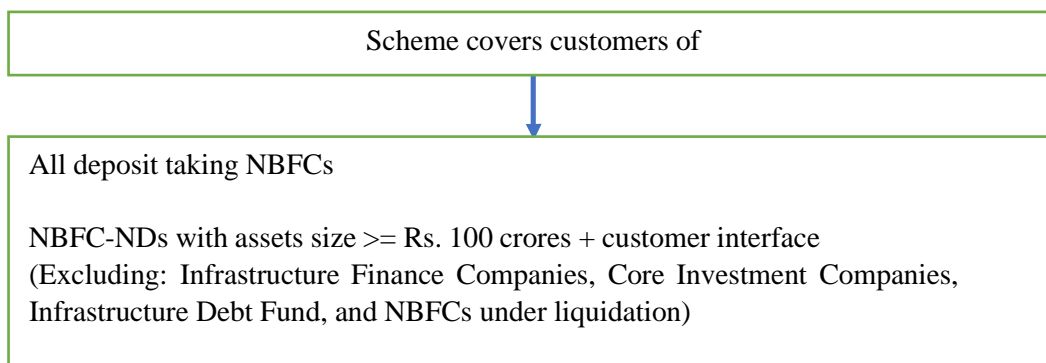 Scheme covers customers of
All deposit taking NBFCs
NBFC-NDs with assets size >= Rs. 100 crores + customer interface
(Excluding: Infrastructure Finance Companies, Core Investment Companies,
Infrastructure Debt Fund, and NBFCs under liquidation)